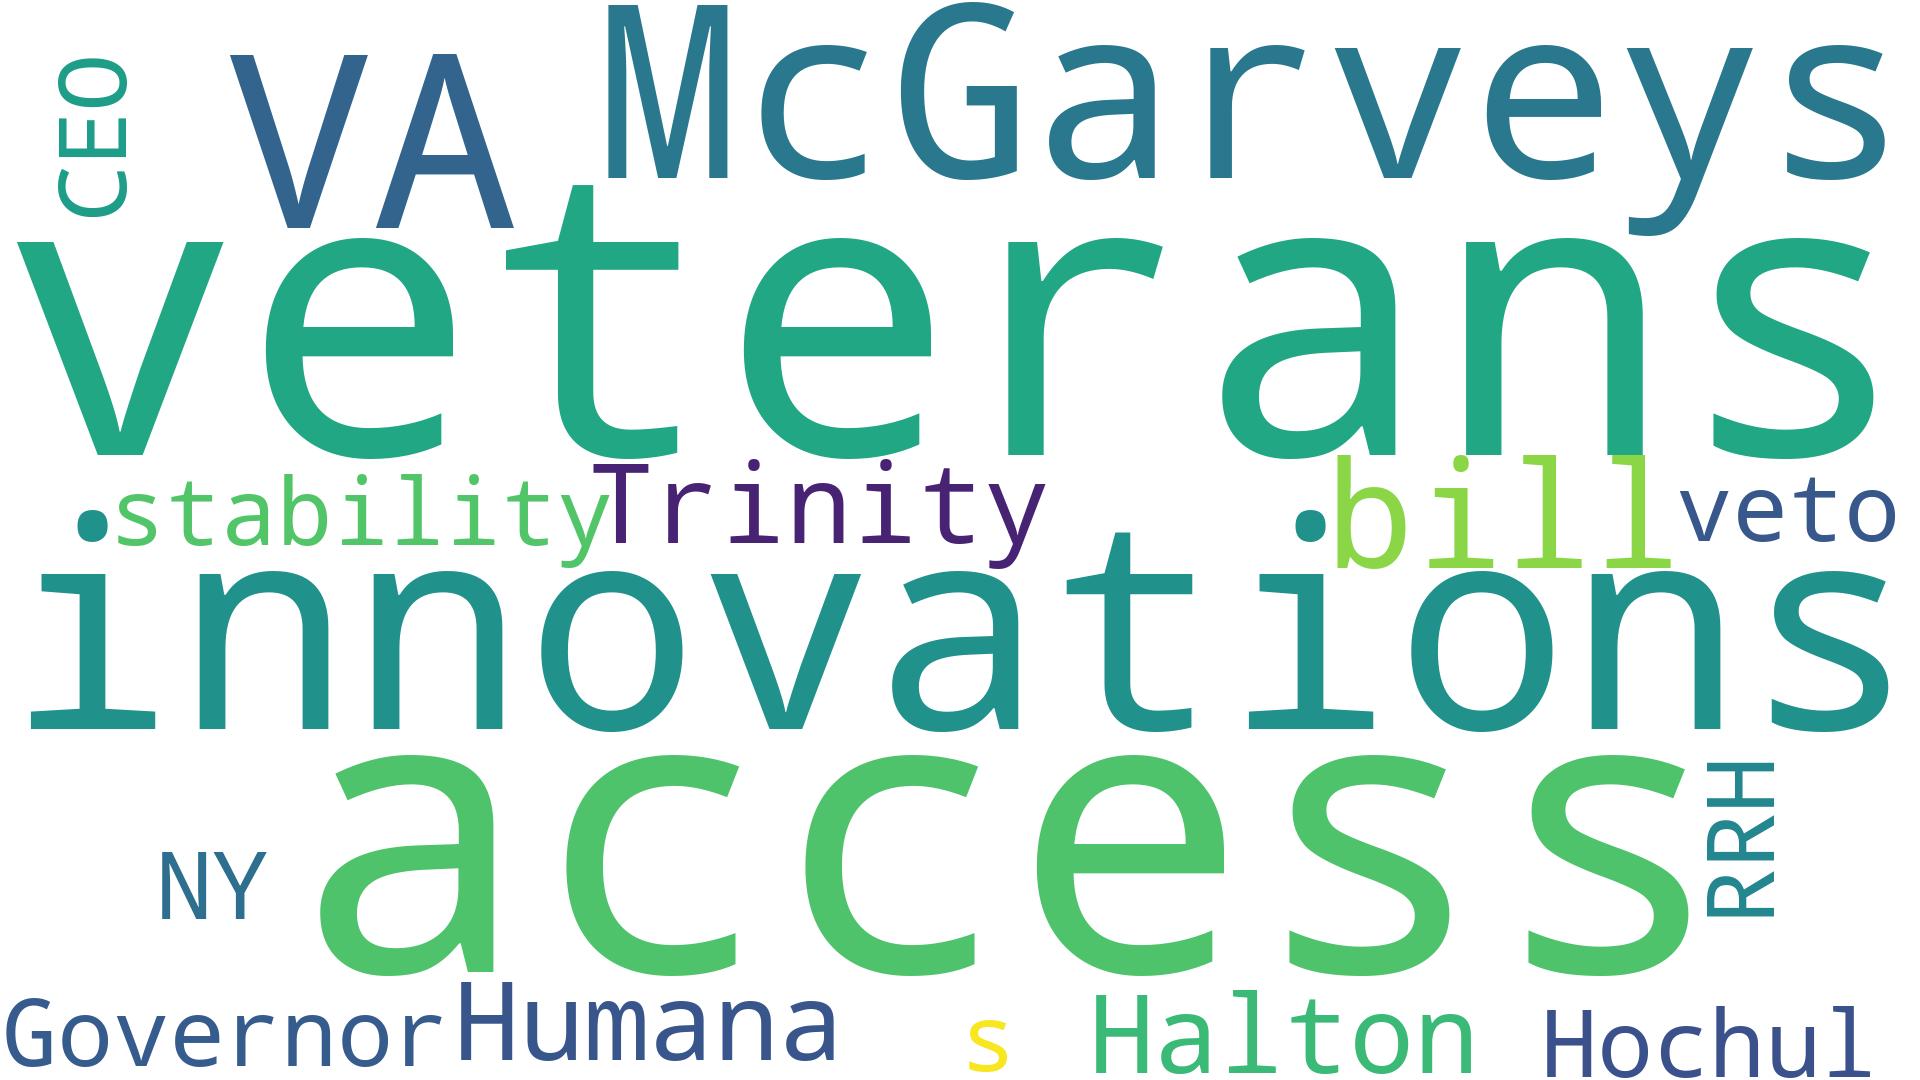 CEO VA McGarveys
veterans
stability Trinity bill veto
innovations
access
NY RRH
Governor Humana s Halton Hochul